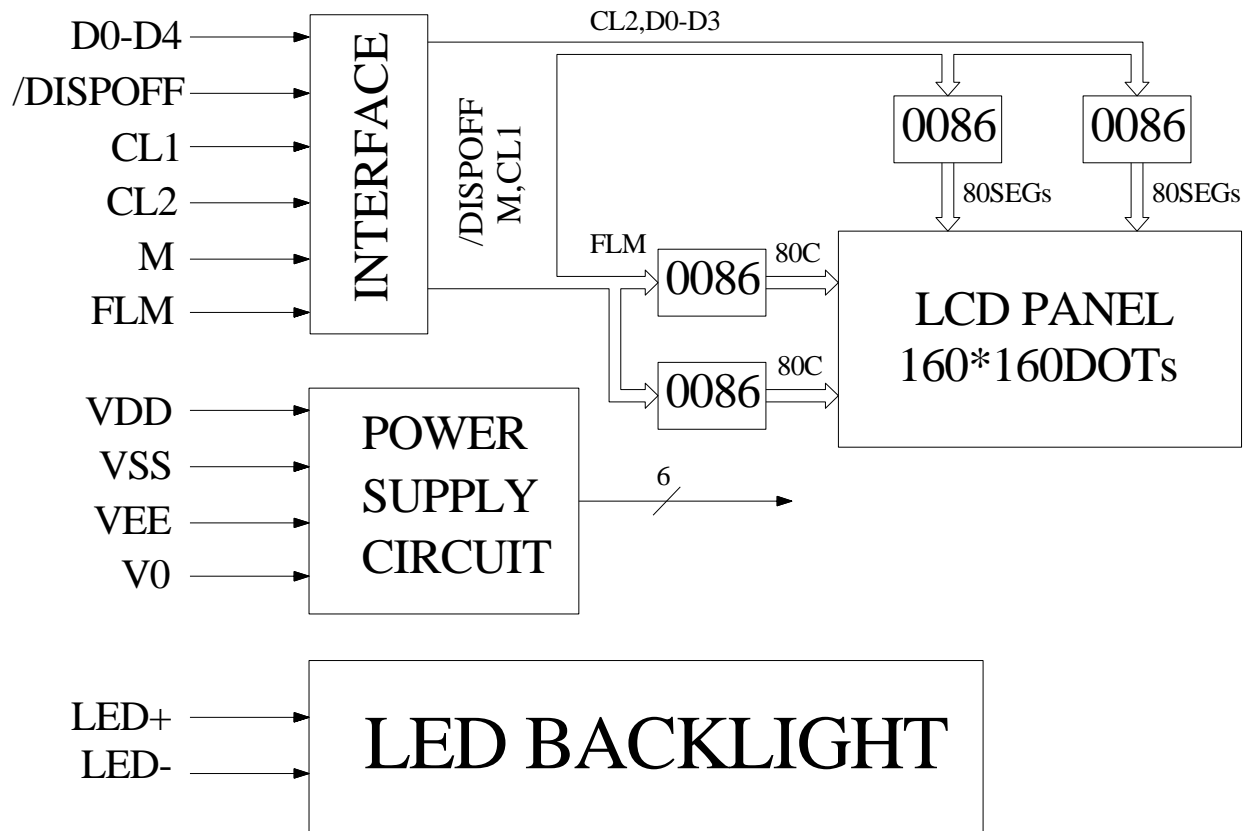 D0-D4
/DISPOFF
CL1
CL2
M
FLM
INTERFACE
CL2,D0-D3
/DISPOFF
M,CL1
0086
0086
80SEGs
80SEGs
FLM
0086
80C
0086
80C
LCD PANEL
160*160DOTs
VDD
VSS
VEE
V0
POWER
SUPPLY
CIRCUIT
6
LED+
LED-
LED BACKLIGHT